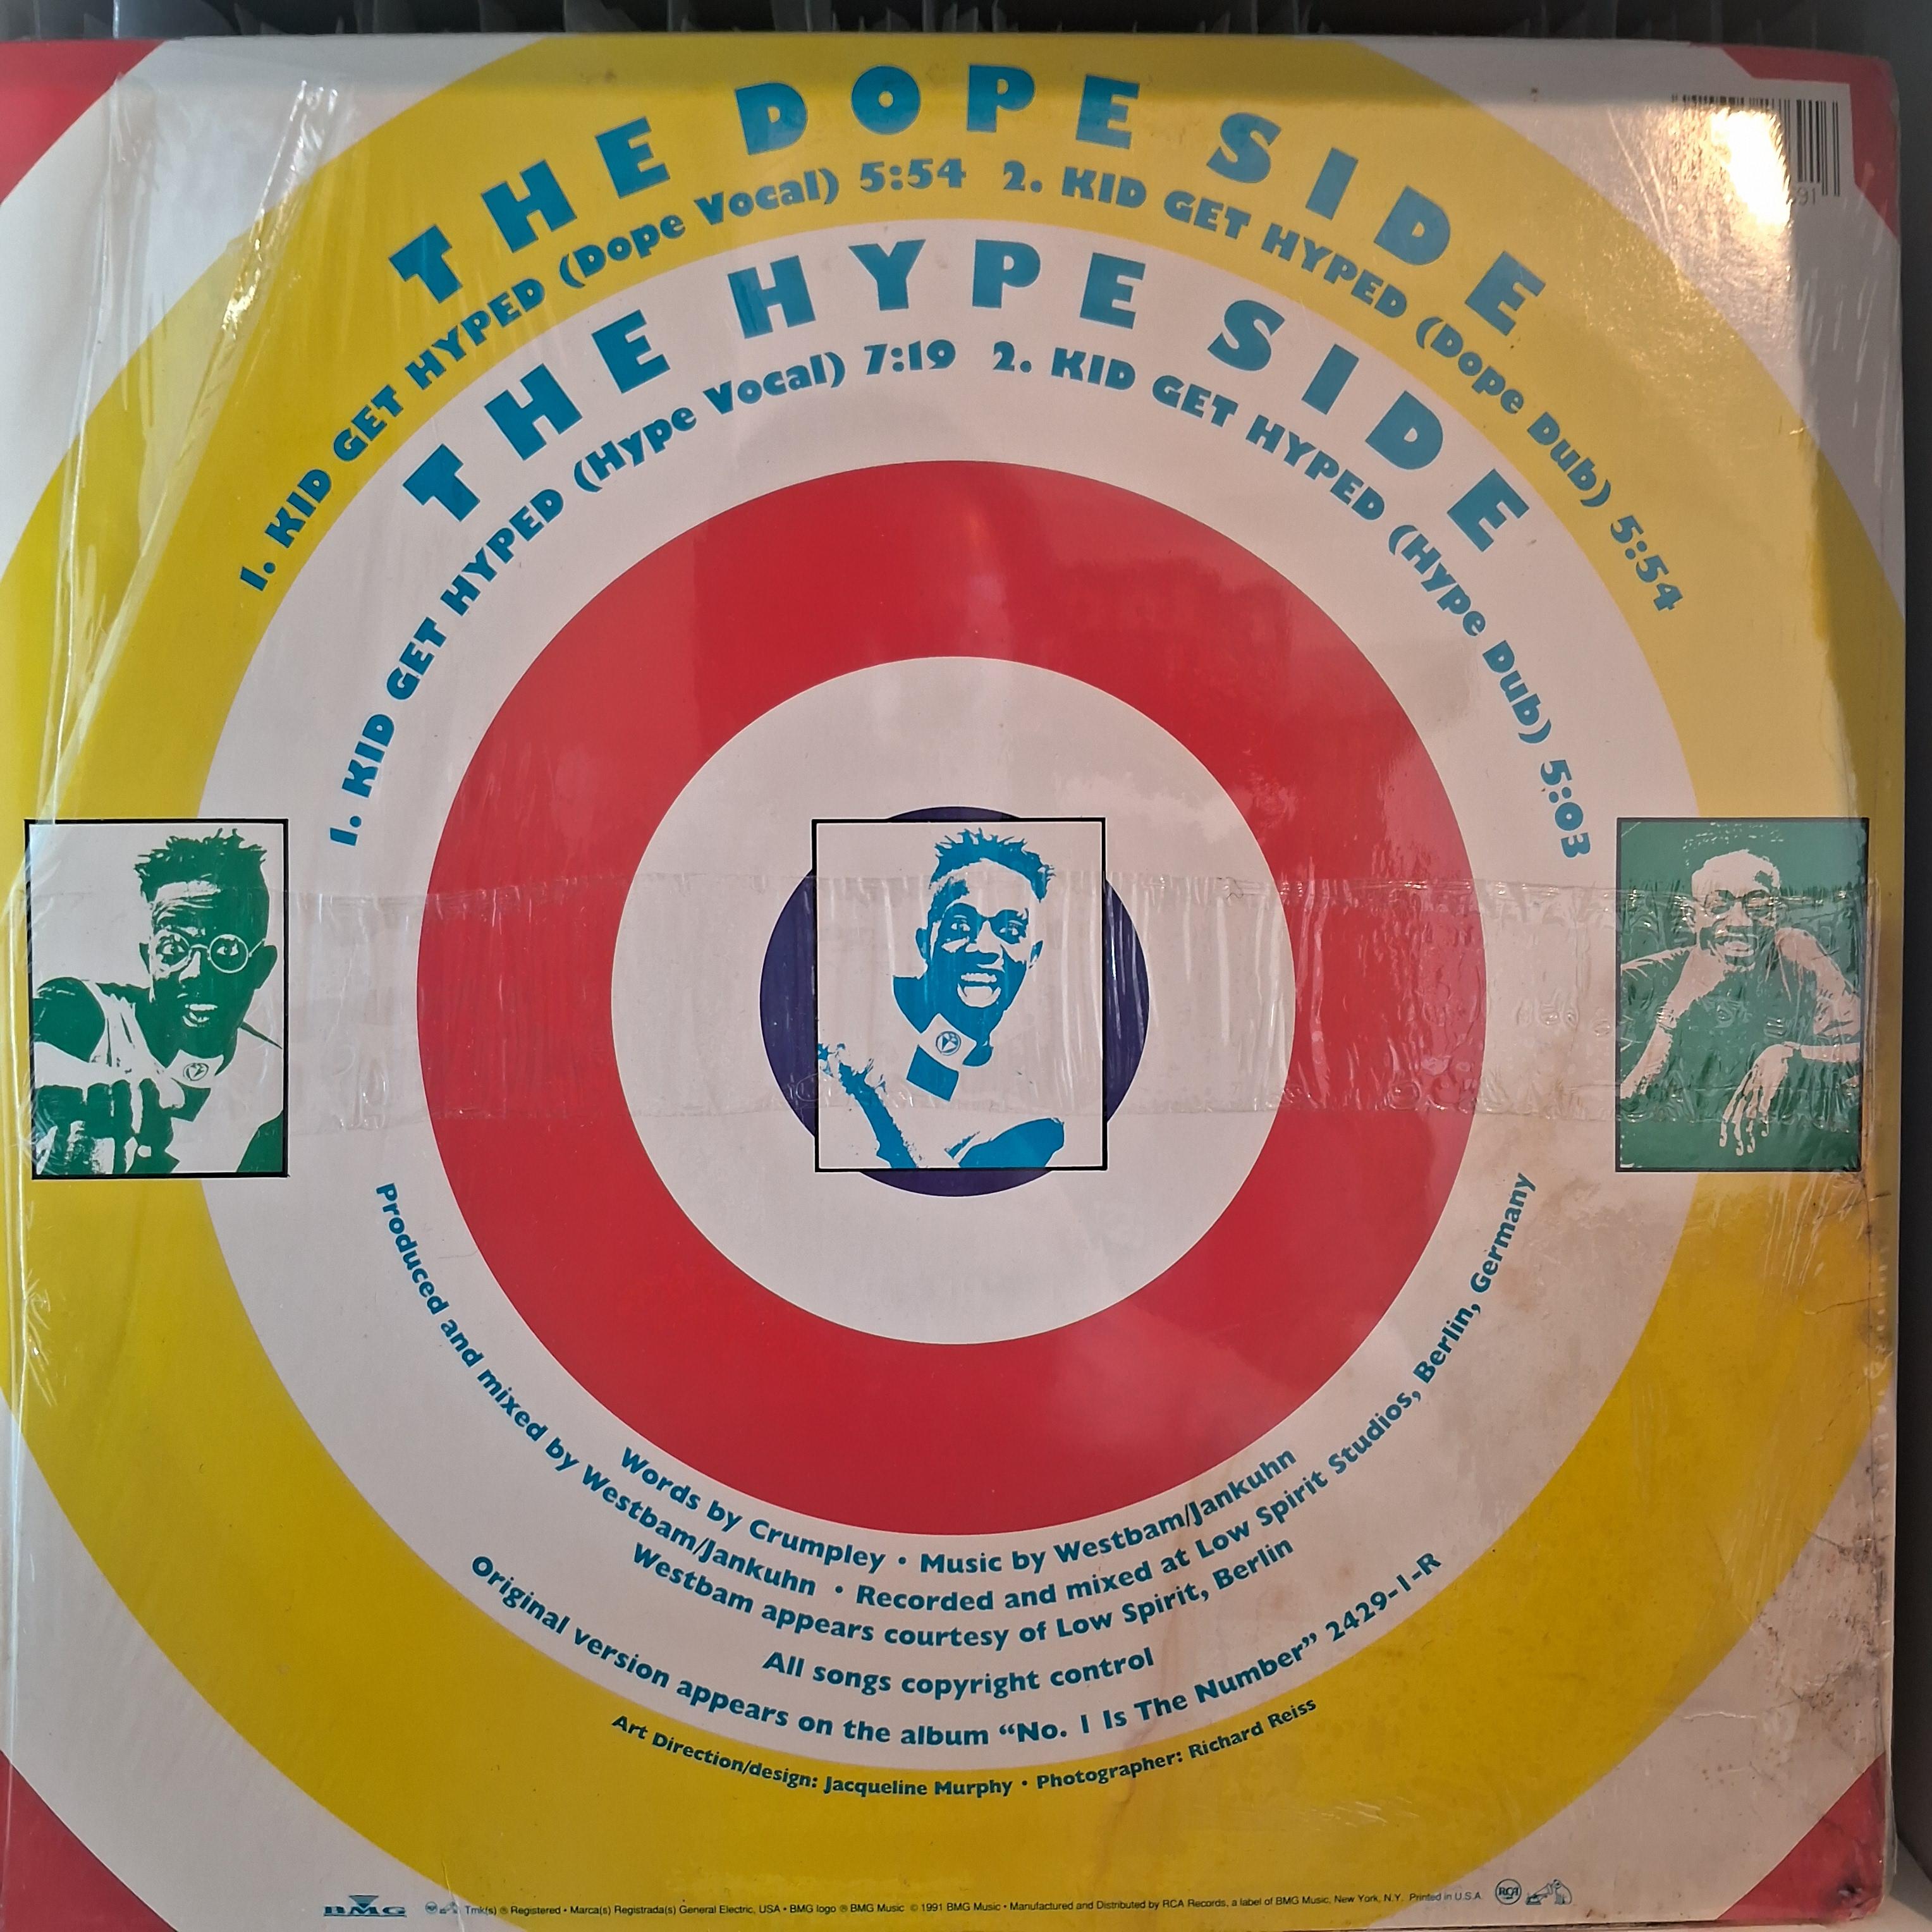 THE DOPE SIDE
1. KID GET HYPED (Dope Vocal) 5:54 2. KID GET HYPED (Dope Dub) 5:54
THE HYPE SIDE
1. KID GET HYPED (Hype Vocal) 7:19 2. KID GET HYPED (Hype Dub) 5:03
Words by Crumpley • Music by Westbam/Jankuhn
Produced and mixed by Westbam/Jankuhn • Recorded and mixed at Low Spirit Studios, Berlin, Germany
Westbam appears courtesy of Low Spirit, Berlin
All songs copyright control
Original version appears on the album “No. 1 Is The Number” 2429-1-R
Art Direction/design: Jacqueline Murphy • Photographer: Richard Reiss
BMG
Tmk(s) ® Registered • Marca(s) Registrada(s) General Electric, USA • BMG logo ® BMG Music © 1991 BMG Music • Manufactured and Distributed by RCA Records, a label of BMG Music, New York, N.Y. Printed in U.S.A.
RCA